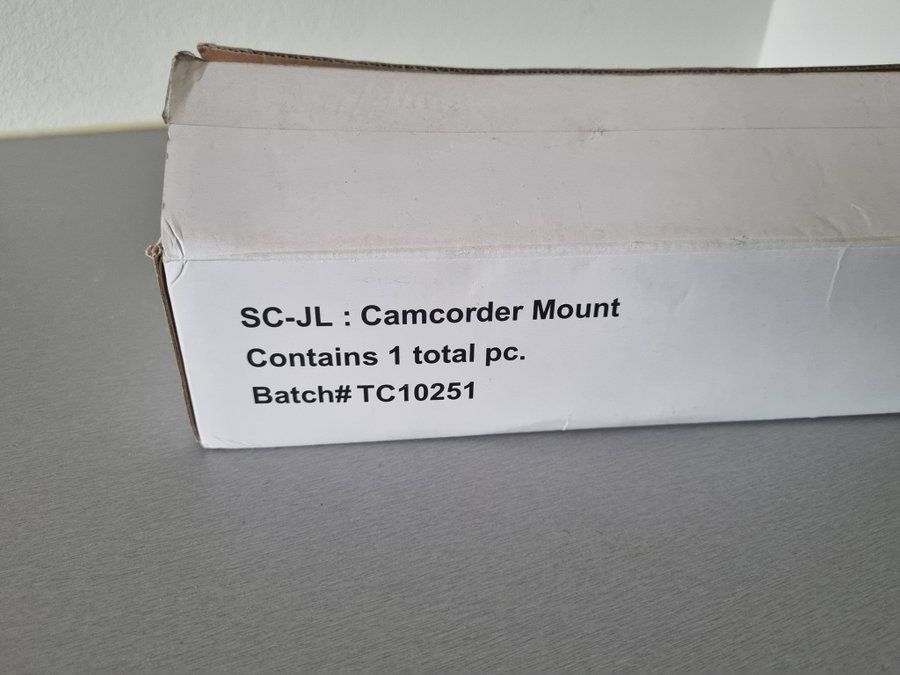 SC-JL : Camcorder Mount
Contains 1 total pc.
Batch# TC10251